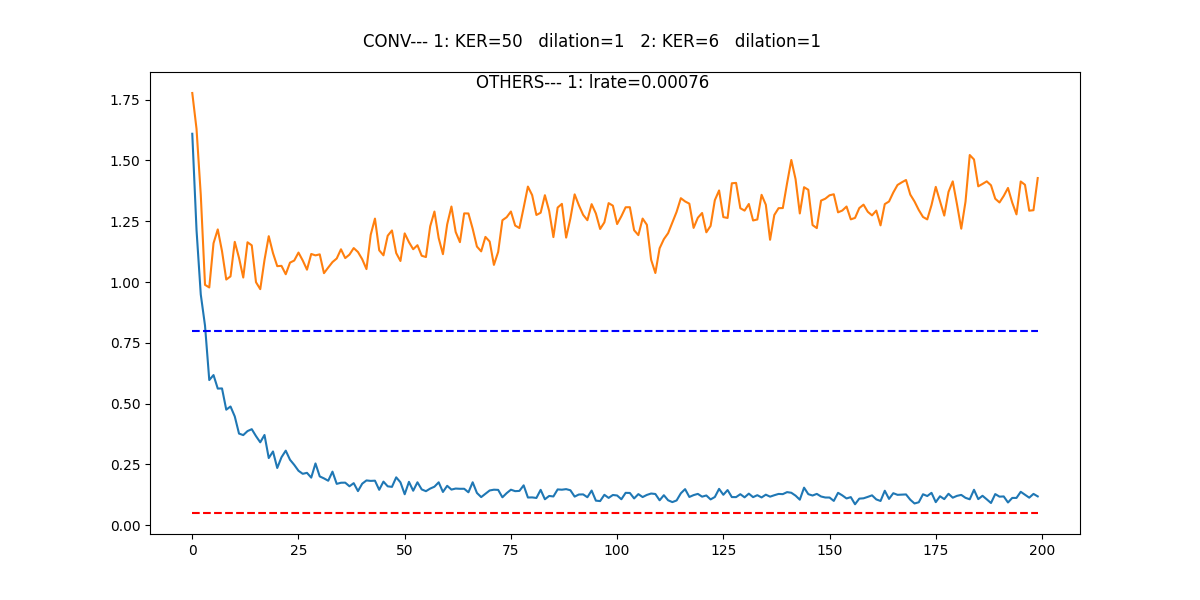 CONV--- 1: KER=50   dilation=1   2: KER=6   dilation=1
OTHERS--- 1: lrate=0.00076
1.75
1.50
1.25
1.00
0.75
0.50
0.25
0.00
0 25 50 75 100 125 150 175 200